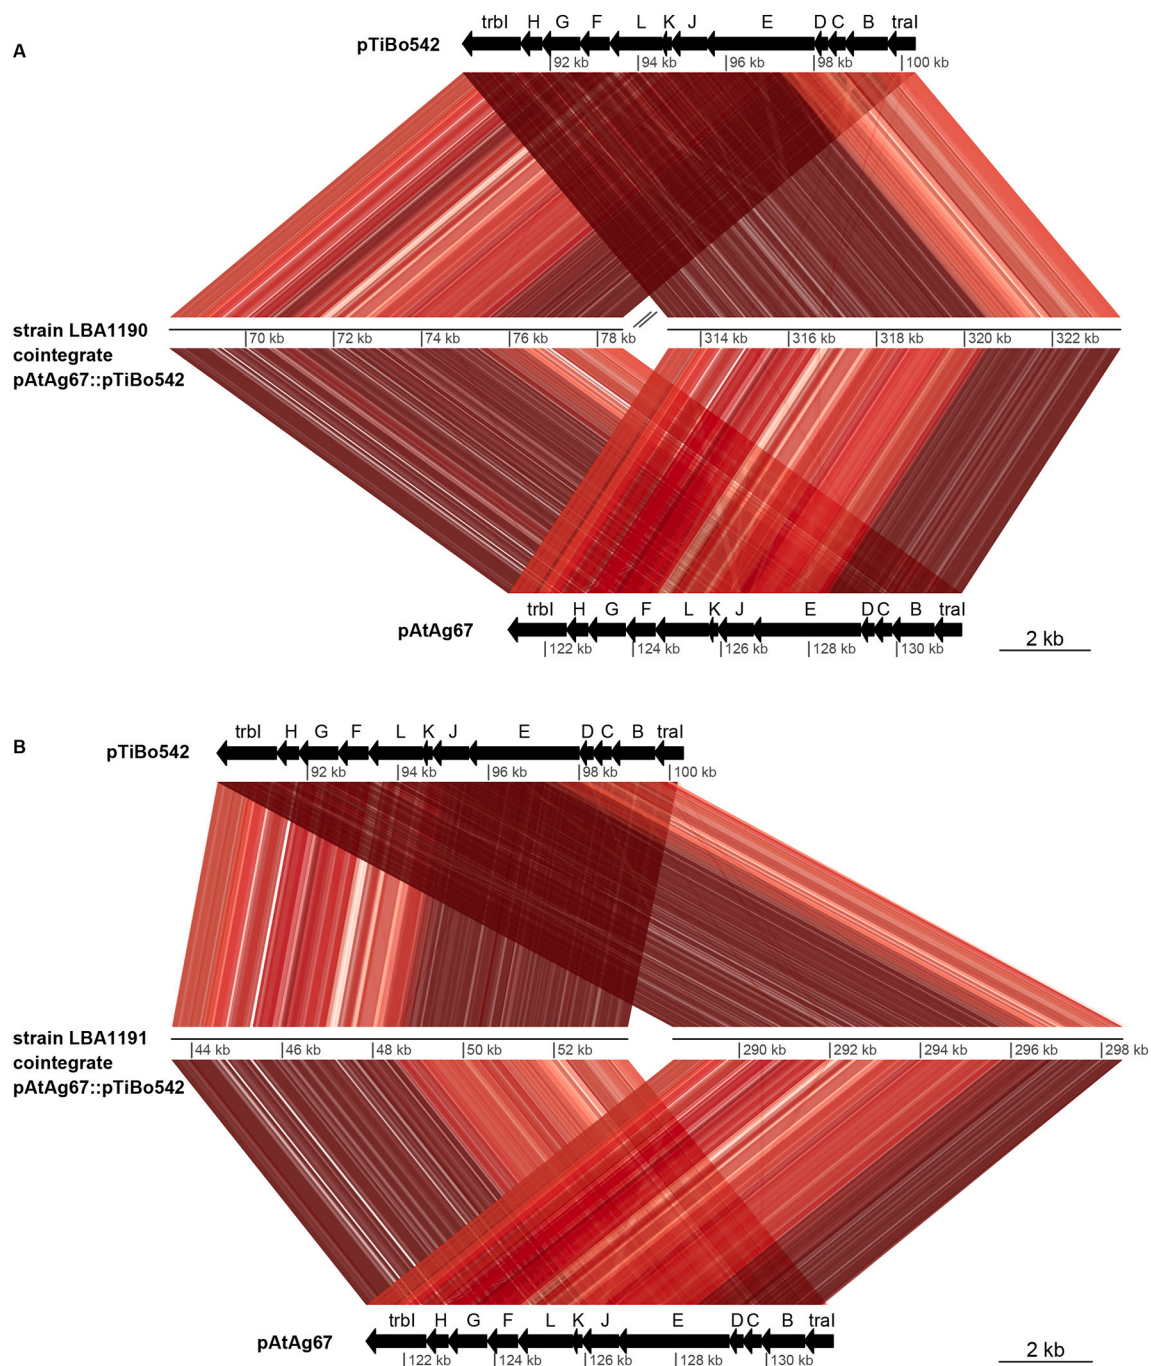 A
trbI H G F L K J E D C B traI
pTiBo542
92 kb 94 kb 96 kb 98 kb 100 kb
strain LBA1190
cointegrate
pAtAg67::pTiBo542
70 kb 72 kb 74 kb 76 kb 78 kb 314 kb 316 kb 318 kb 320 kb 322 kb
trbI H G F L K J E D C B traI
pAtAg67
122 kb 124 kb 126 kb 128 kb 130 kb
2 kb
B
trbI H G F L K J E D C B traI
pTiBo542
92 kb 94 kb 96 kb 98 kb 100 kb
strain LBA1191
cointegrate
pAtAg67::pTiBo542
44 kb 46 kb 48 kb 50 kb 52 kb 290 kb 292 kb 294 kb 296 kb 298 kb
trbI H G F L K J E D C B traI
pAtAg67
122 kb 124 kb 126 kb 128 kb 130 kb
2 kb